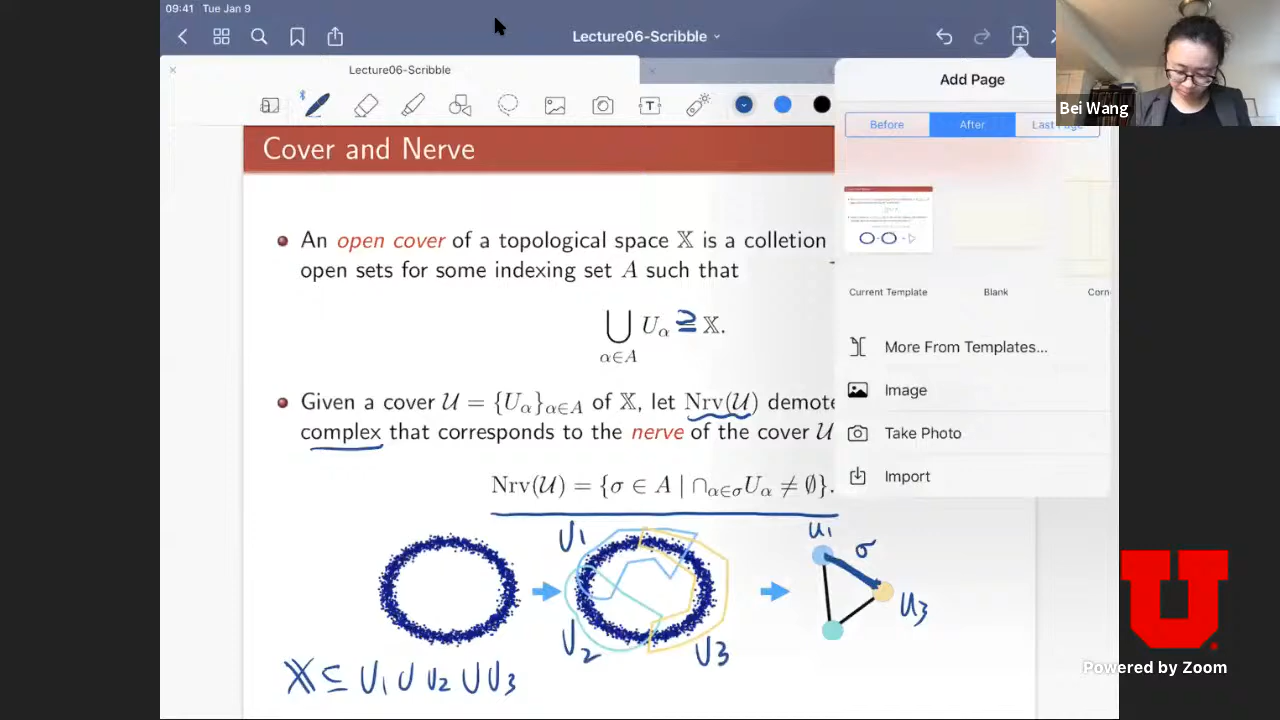 09:41 Tue Jan 9
Lecture06-Scribble
Lecture06-Scribble
Add Page
Bei Wang
Before After Last Page
Cover and Nerve
An open cover of a topological space 𝕏 is a colletion
open sets for some indexing set A such that
⋃ U_α ⊇ 𝕏.
α∈A
Current Template Blank Corn
More From Templates...
Image
Take Photo
Import
Given a cover 𝒰 = {U_α}_{α∈A} of 𝕏, let Nrv(𝒰) demote
complex that corresponds to the nerve of the cover 𝒰
Nrv(𝒰) = {σ ∈ A | ∩_{α∈σ} U_α ≠ ∅}.
U1
U2
U3
u1
σ
u3
𝕏 ⊆ U1 ∪ U2 ∪ U3
U
Powered by Zoom